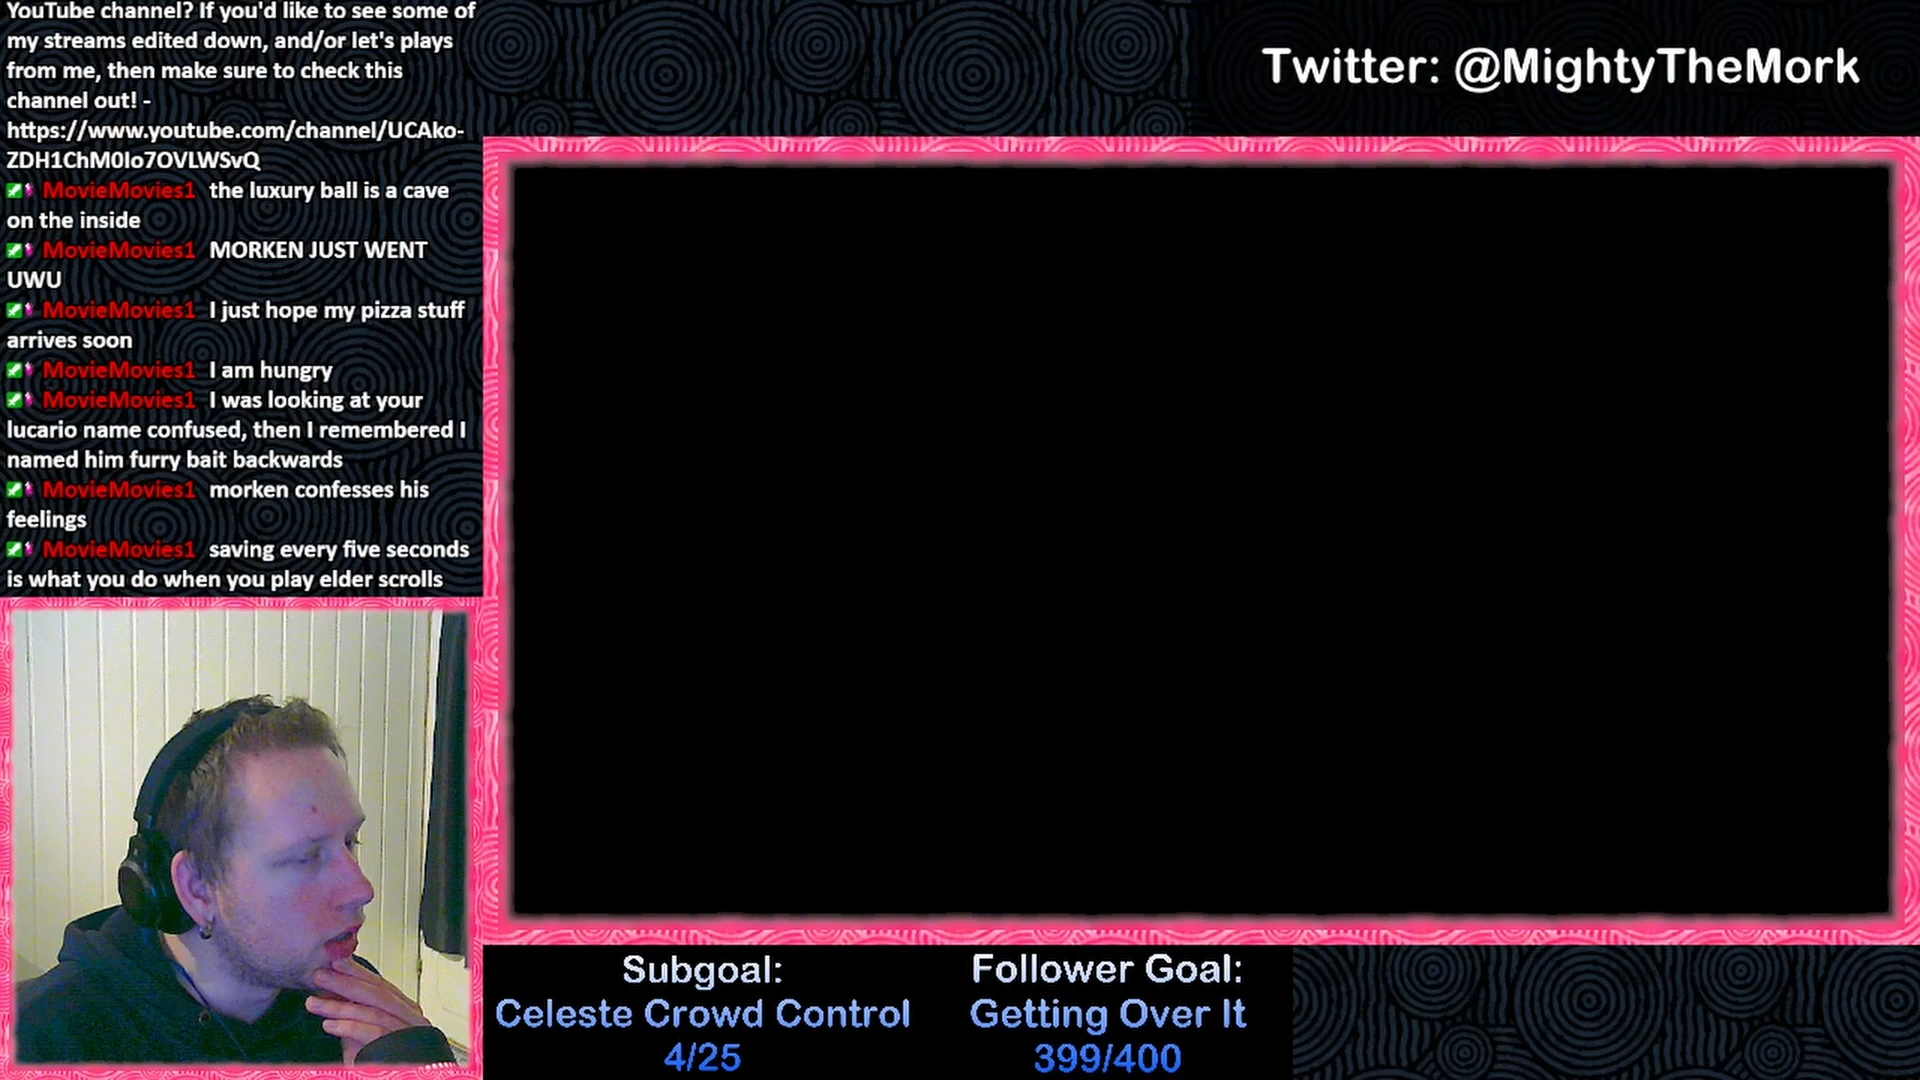 YouTube channel? If you'd like to see some of
my streams edited down, and/or let's plays
from me, then make sure to check this
channel out! -
https://www.youtube.com/channel/UCAko-
ZDH1ChM0Io7OVLWSvQ
MovieMovies1 the luxury ball is a cave
on the inside
MovieMovies1 MORKEN JUST WENT
UWU
MovieMovies1 I just hope my pizza stuff
arrives soon
MovieMovies1 I am hungry
MovieMovies1 I was looking at your
lucario name confused, then I remembered I
named him furry bait backwards
MovieMovies1 morken confesses his
feelings
MovieMovies1 saving every five seconds
is what you do when you play elder scrolls
Twitter: @MightyTheMork
Subgoal:
Celeste Crowd Control
4/25
Follower Goal:
Getting Over It
399/400